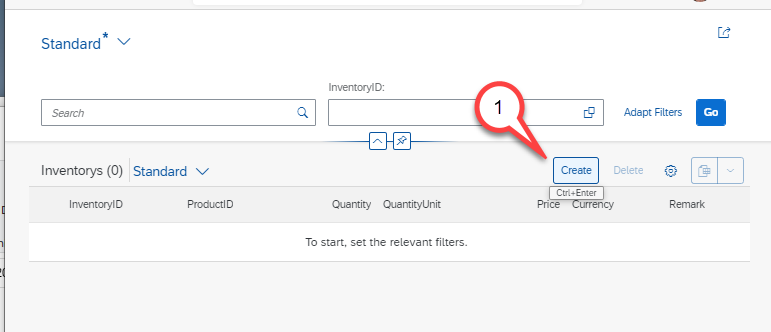 Standard*
InventoryID:
Search
Adapt Filters
Go
1
Inventorys (0)
Standard
Create
Delete
Ctrl+Enter
InventoryID ProductID Quantity QuantityUnit Price Currency Remark
To start, set the relevant filters.